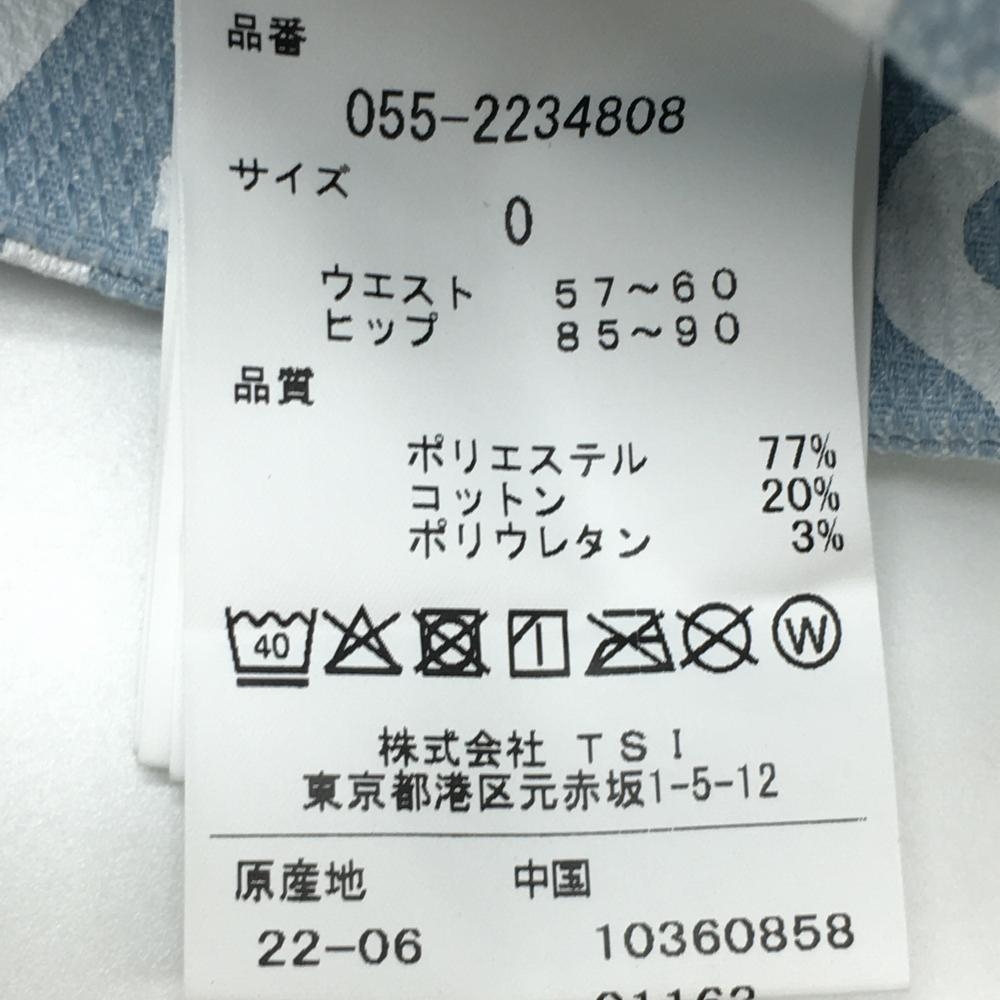 品番
055-2234808
サイズ
0
ウエスト 57~60
ヒップ 85~90
品質
ポリエステル 77%
コットン 20%
ポリウレタン 3%
40 W
株式会社 TSI
東京都港区元赤坂1-5-12
原産地 中国
22-06 10360858